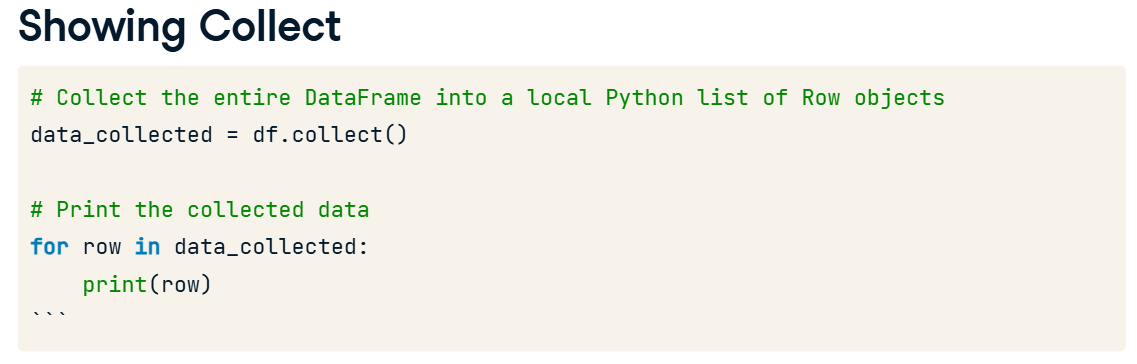 Showing Collect
# Collect the entire DataFrame into a local Python list of Row objects
data_collected = df.collect()
# Print the collected data
for row in data_collected:
    print(row)
```